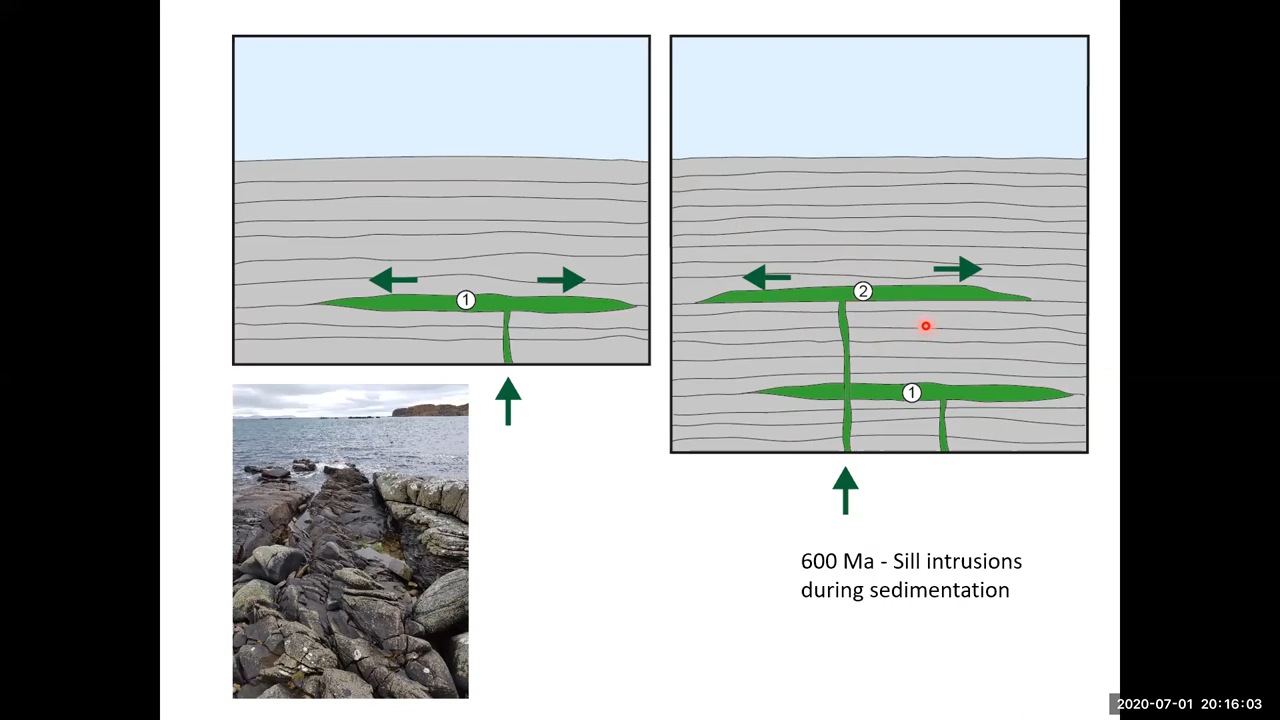 1
2
1
600 Ma - Sill intrusions
during sedimentation
2020-07-01 20:16:03